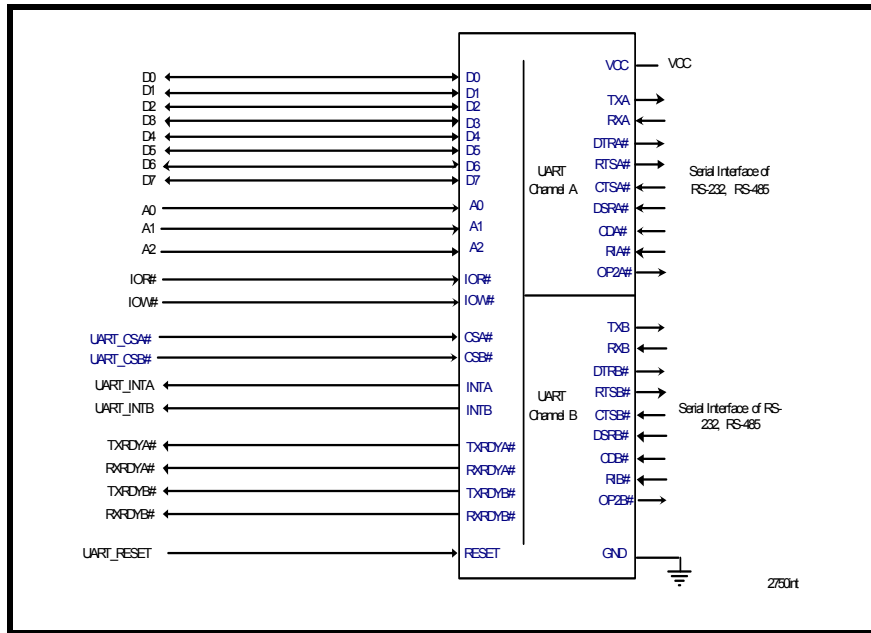 D0
D1
D2
D3
D4
D5
D6
D7
A0
A1
A2
IOR#
IOW#
UART_CSA#
UART_CSB#
UART_INTA
UART_INTB
TXRDYA#
RXRDYA#
TXRDYB#
RXRDYB#
UART_RESET
D0
D1
D2
D3
D4
D5
D6
D7
A0
A1
A2
IOR#
IOW#
CSA#
CSB#
INTA
INTB
TXRDYA#
RXRDYA#
TXRDYB#
RXRDYB#
RESET
UART
Channel A
UART
Channel B
VCC
TXA
RXA
DTRA#
RTSA#
CTSA#
DSRA#
CDA#
RIA#
OP2A#
TXB
RXB
DTRB#
RTSB#
CTSB#
DSRB#
CDB#
RIB#
OP2B#
GND
VCC
Serial Interface of
RS-232, RS-485
Serial Interface of RS-
232, RS-485
2750int